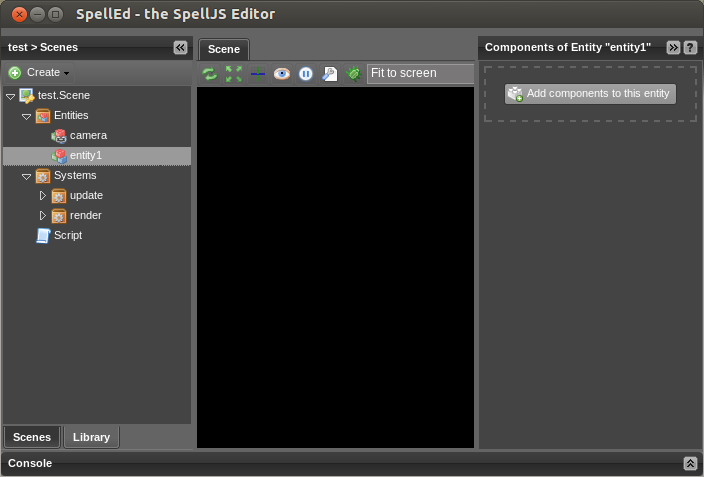 SpellEd - the SpellJS Editor
test > Scenes
Create
test.Scene
Entities
camera
entity1
Systems
update
render
Script
Scenes
Library
Scene
Fit to screen
Components of Entity "entity1"
?
Add components to this entity
Console